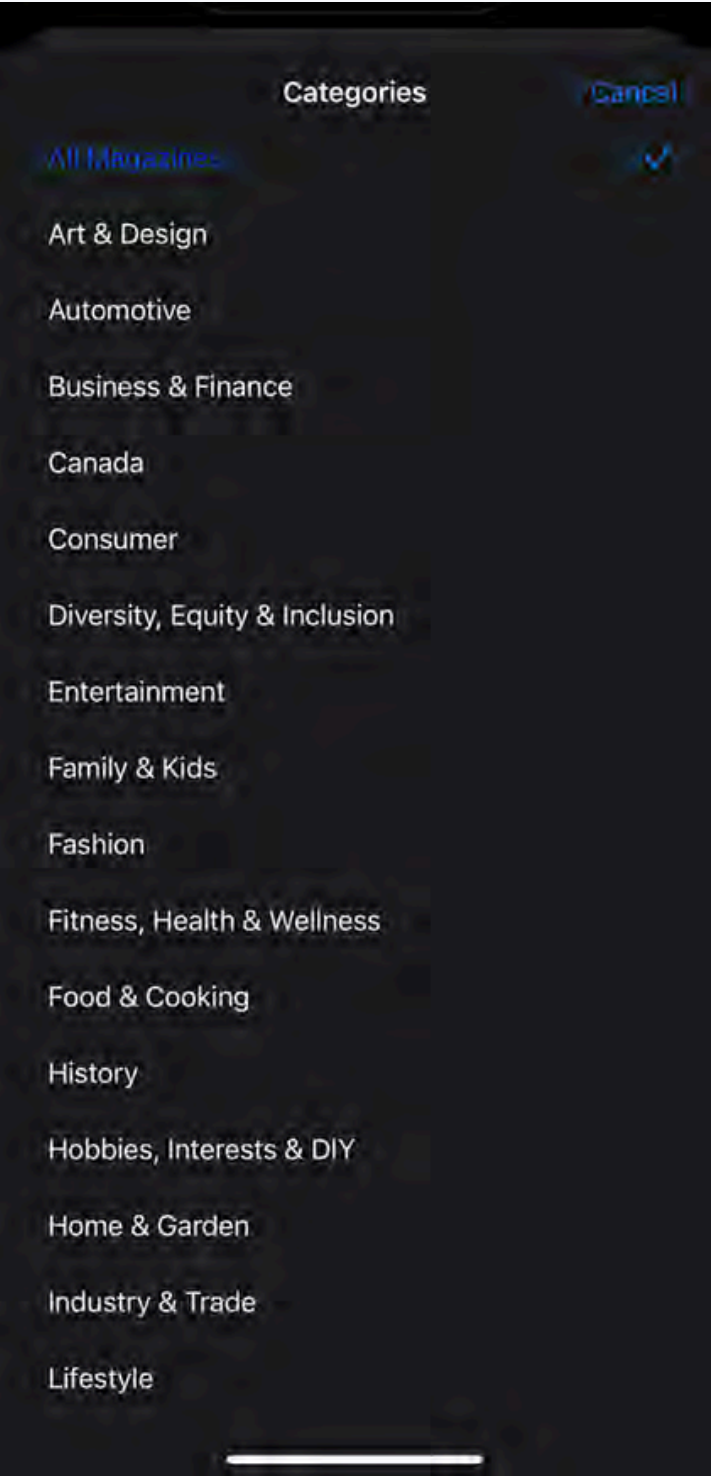 Categories
Cancel
All Magazines
Art & Design
Automotive
Business & Finance
Canada
Consumer
Diversity, Equity & Inclusion
Entertainment
Family & Kids
Fashion
Fitness, Health & Wellness
Food & Cooking
History
Hobbies, Interests & DIY
Home & Garden
Industry & Trade
Lifestyle